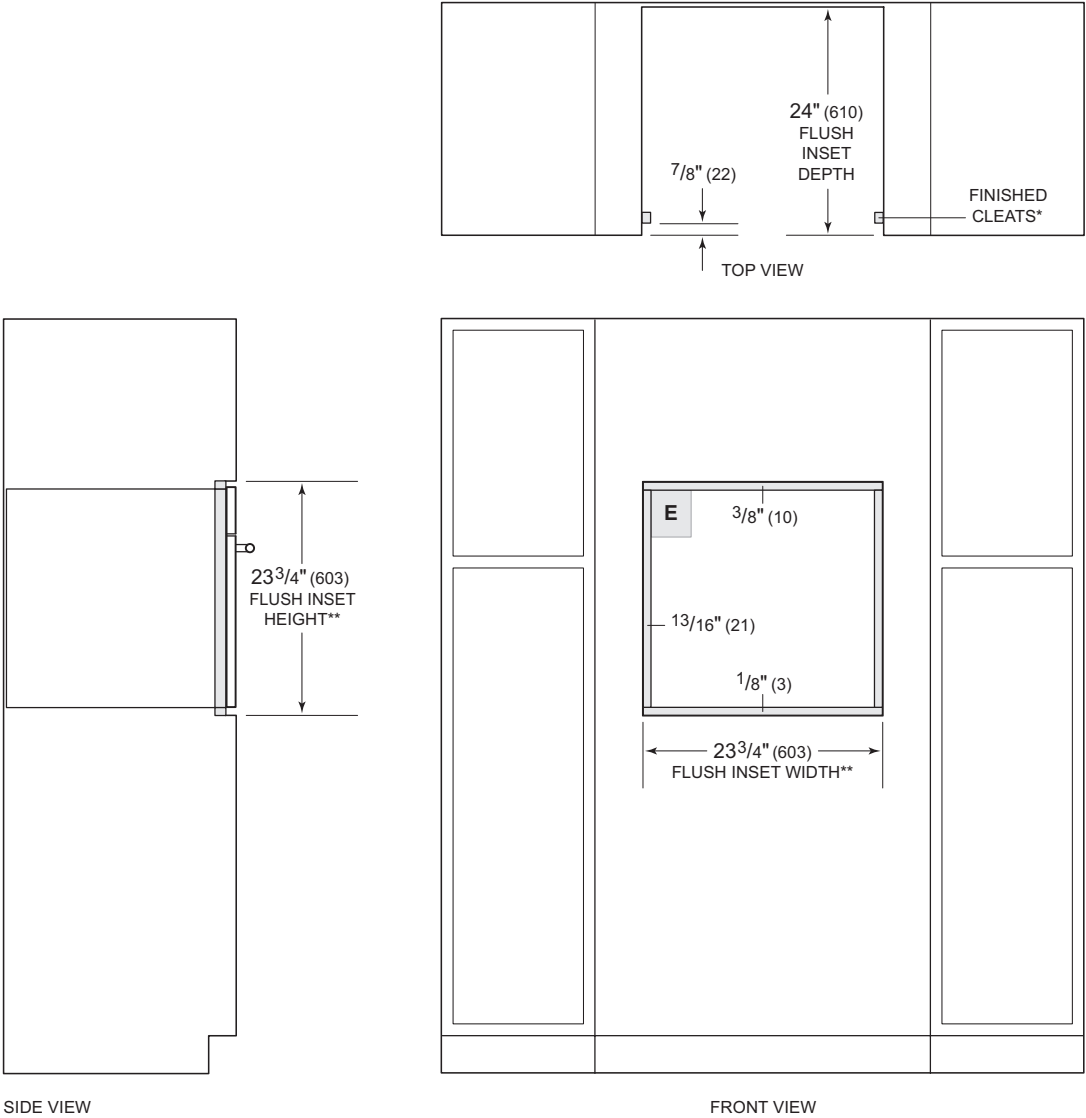 24" (610)
FLUSH
INSET
DEPTH
7/8" (22)
FINISHED
CLEATS*
TOP VIEW
23 3/4" (603)
FLUSH INSET
HEIGHT**
E
3/8" (10)
13/16" (21)
1/8" (3)
23 3/4" (603)
FLUSH INSET WIDTH**
SIDE VIEW
FRONT VIEW